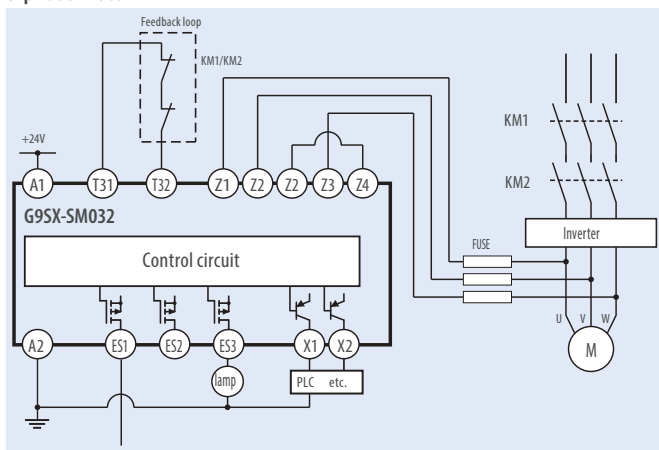 Feedback loop
KM1/KM2
+24V
KM1
KM2
A1
T31
T32
Z1
Z2
Z2
Z3
Z4
G9SX-SM032
Inverter
FUSE
Control circuit
U
V
W
M
A2
ES1
ES2
ES3
X1
X2
lamp
PLC etc.